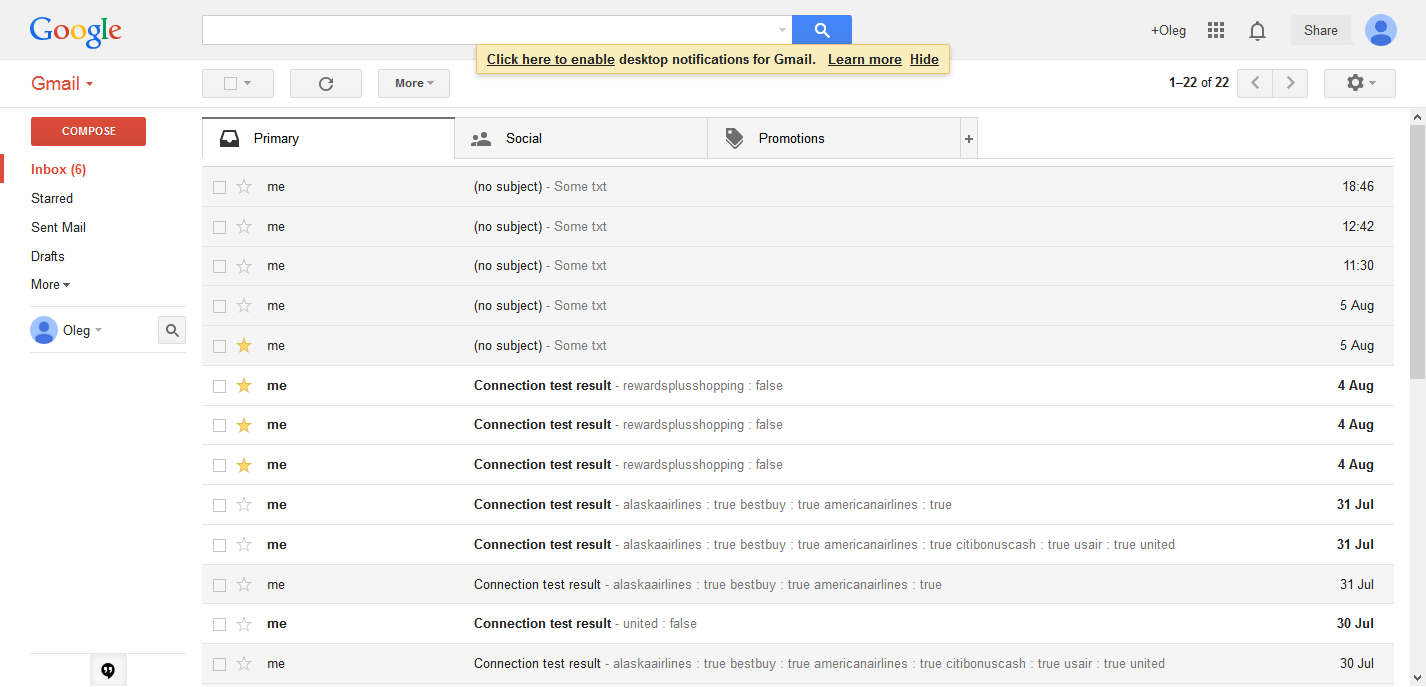 Google
+Oleg
Share
Click here to enable desktop notifications for Gmail. Learn more Hide
Gmail
More
1–22 of 22
COMPOSE
Inbox (6)
Starred
Sent Mail
Drafts
More
Oleg
Primary
Social
Promotions
+
me (no subject) - Some txt 18:46
me (no subject) - Some txt 12:42
me (no subject) - Some txt 11:30
me (no subject) - Some txt 5 Aug
me (no subject) - Some txt 5 Aug
me Connection test result - rewardsplusshopping : false 4 Aug
me Connection test result - rewardsplusshopping : false 4 Aug
me Connection test result - rewardsplusshopping : false 4 Aug
me Connection test result - alaskaairlines : true bestbuy : true americanairlines : true 31 Jul
me Connection test result - alaskaairlines : true bestbuy : true americanairlines : true citibonuscash : true usair : true united 31 Jul
me Connection test result - alaskaairlines : true bestbuy : true americanairlines : true 31 Jul
me Connection test result - united : false 30 Jul
me Connection test result - alaskaairlines : true bestbuy : true americanairlines : true citibonuscash : true usair : true united 30 Jul